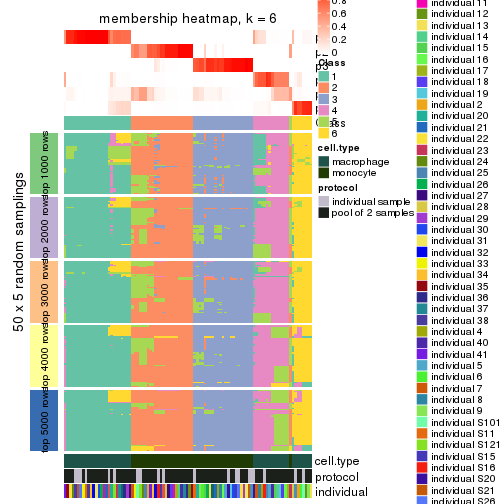 membership heatmap, k = 6
50 x 5 random samplings
top 1000 rows
top 2000 rows
top 3000 rows
top 4000 rows
top 5000 rows
cell.type
protocol
individual
0.8
0.6
0.4
0.2
0
Class
1
2
3
4
6
cell.type
macrophage
monocyte
protocol
individual sample
pool of 2 samples
individual 11
individual 12
individual 13
individual 14
individual 15
individual 16
individual 17
individual 18
individual 19
individual 2
individual 20
individual 21
individual 22
individual 23
individual 24
individual 25
individual 26
individual 27
individual 28
individual 29
individual 30
individual 31
individual 32
individual 33
individual 34
individual 35
individual 36
individual 37
individual 38
individual 4
individual 40
individual 41
individual 5
individual 6
individual 7
individual 8
individual 9
individual S101
individual S11
individual S121
individual S15
individual S16
individual S20
individual S21
individual S26